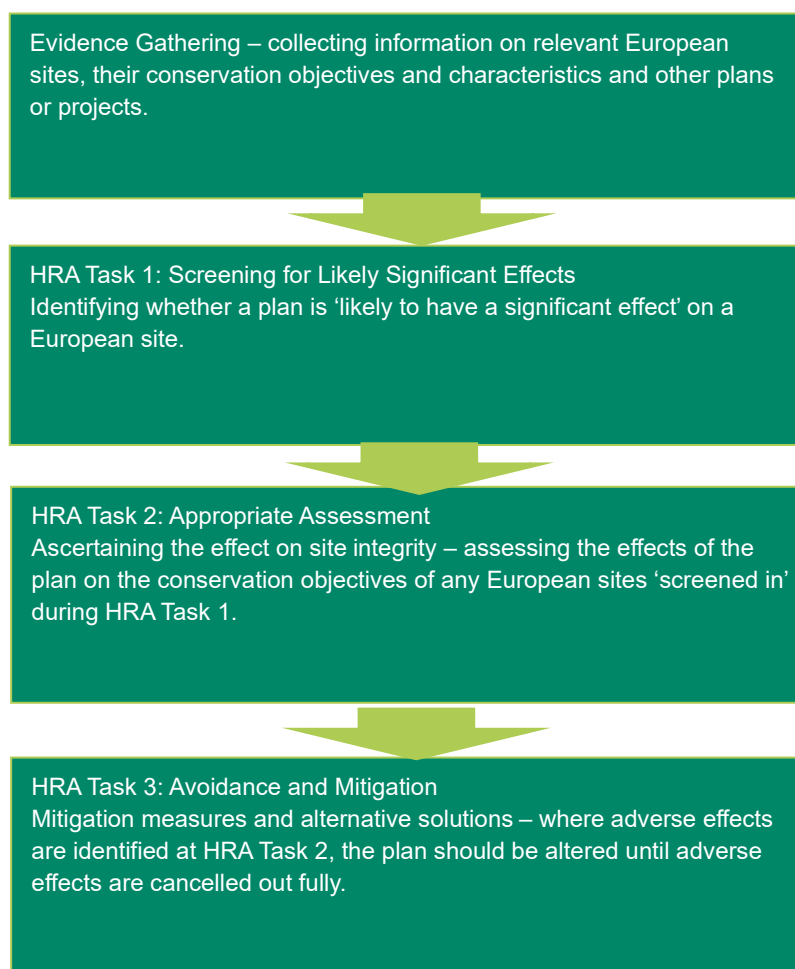 Evidence Gathering – collecting information on relevant European
sites, their conservation objectives and characteristics and other plans
or projects.
HRA Task 1: Screening for Likely Significant Effects
Identifying whether a plan is ‘likely to have a significant effect’ on a
European site.
HRA Task 2: Appropriate Assessment
Ascertaining the effect on site integrity – assessing the effects of the
plan on the conservation objectives of any European sites ‘screened in’
during HRA Task 1.
HRA Task 3: Avoidance and Mitigation
Mitigation measures and alternative solutions – where adverse effects
are identified at HRA Task 2, the plan should be altered until adverse
effects are cancelled out fully.